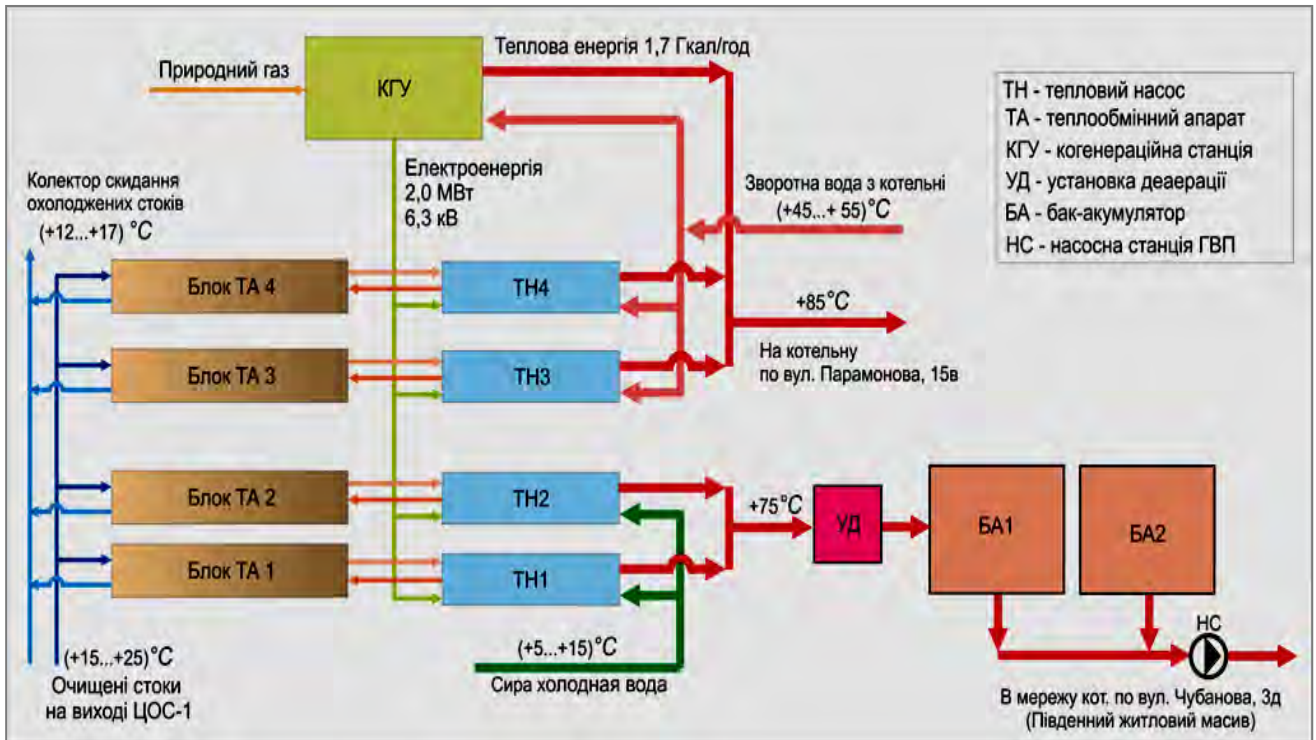 Теплова енергія 1,7 Гкал/год
Природний газ
КГУ
ТН - тепловий насос
ТА - теплообмінний апарат
КГУ - когенераційна станція
УД - установка деаерації
БА - бак-акумулятор
НС - насосна станція ГВП
Електроенергія
2,0 МВт
6,3 кВ
Колектор скидання
охолоджених стоків
(+12...+17) °С
Зворотна вода з котельні
(+45...+ 55)°С
Блок ТА 4
ТН4
+85°С
На котельну
по вул. Парамонова, 15в
Блок ТА 3
ТН3
Блок ТА 2
ТН2
+75°С
УД
БА1
БА2
Блок ТА 1
ТН1
НС
(+15...+25)°С
Очищені стоки
на виході ЦОС-1
(+5...+15)°С
Сира холодная вода
В мережу кот. по вул. Чубанова, 3д
(Південний житловий масив)